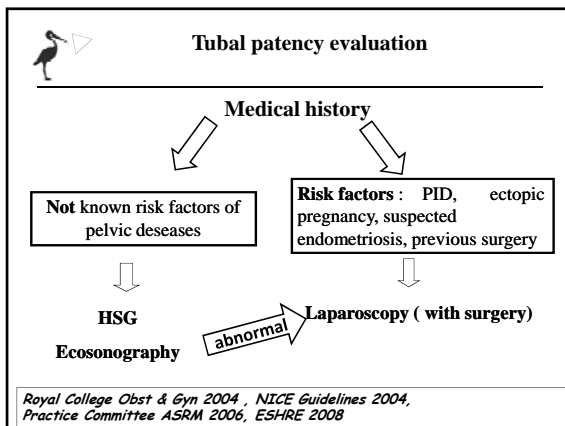 Tubal patency evaluation
Medical history
Not known risk factors of
pelvic deseases
Risk factors : PID, ectopic
pregnancy, suspected
endometriosis, previous surgery
HSG
Ecosonography
abnormal
Laparoscopy ( with surgery)
Royal College Obst & Gyn 2004 , NICE Guidelines 2004,
Practice Committee ASRM 2006, ESHRE 2008